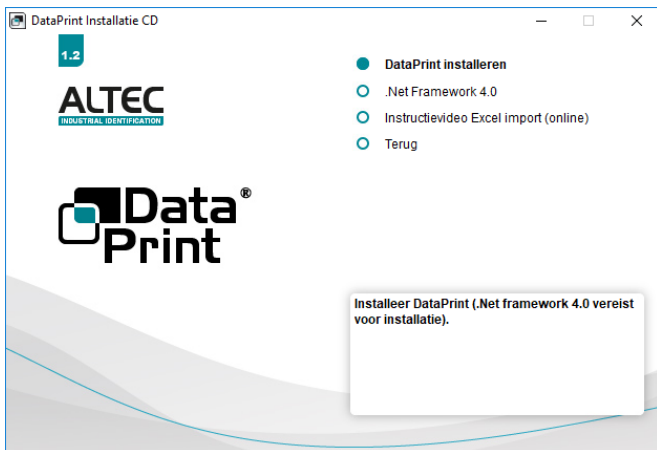 DataPrint Installatie CD
1.2
ALTEC
INDUSTRIAL IDENTIFICATION
Data®
Print
DataPrint installeren
.Net Framework 4.0
Instructievideo Excel import (online)
Terug
Installeer DataPrint (.Net framework 4.0 vereist
voor installatie).